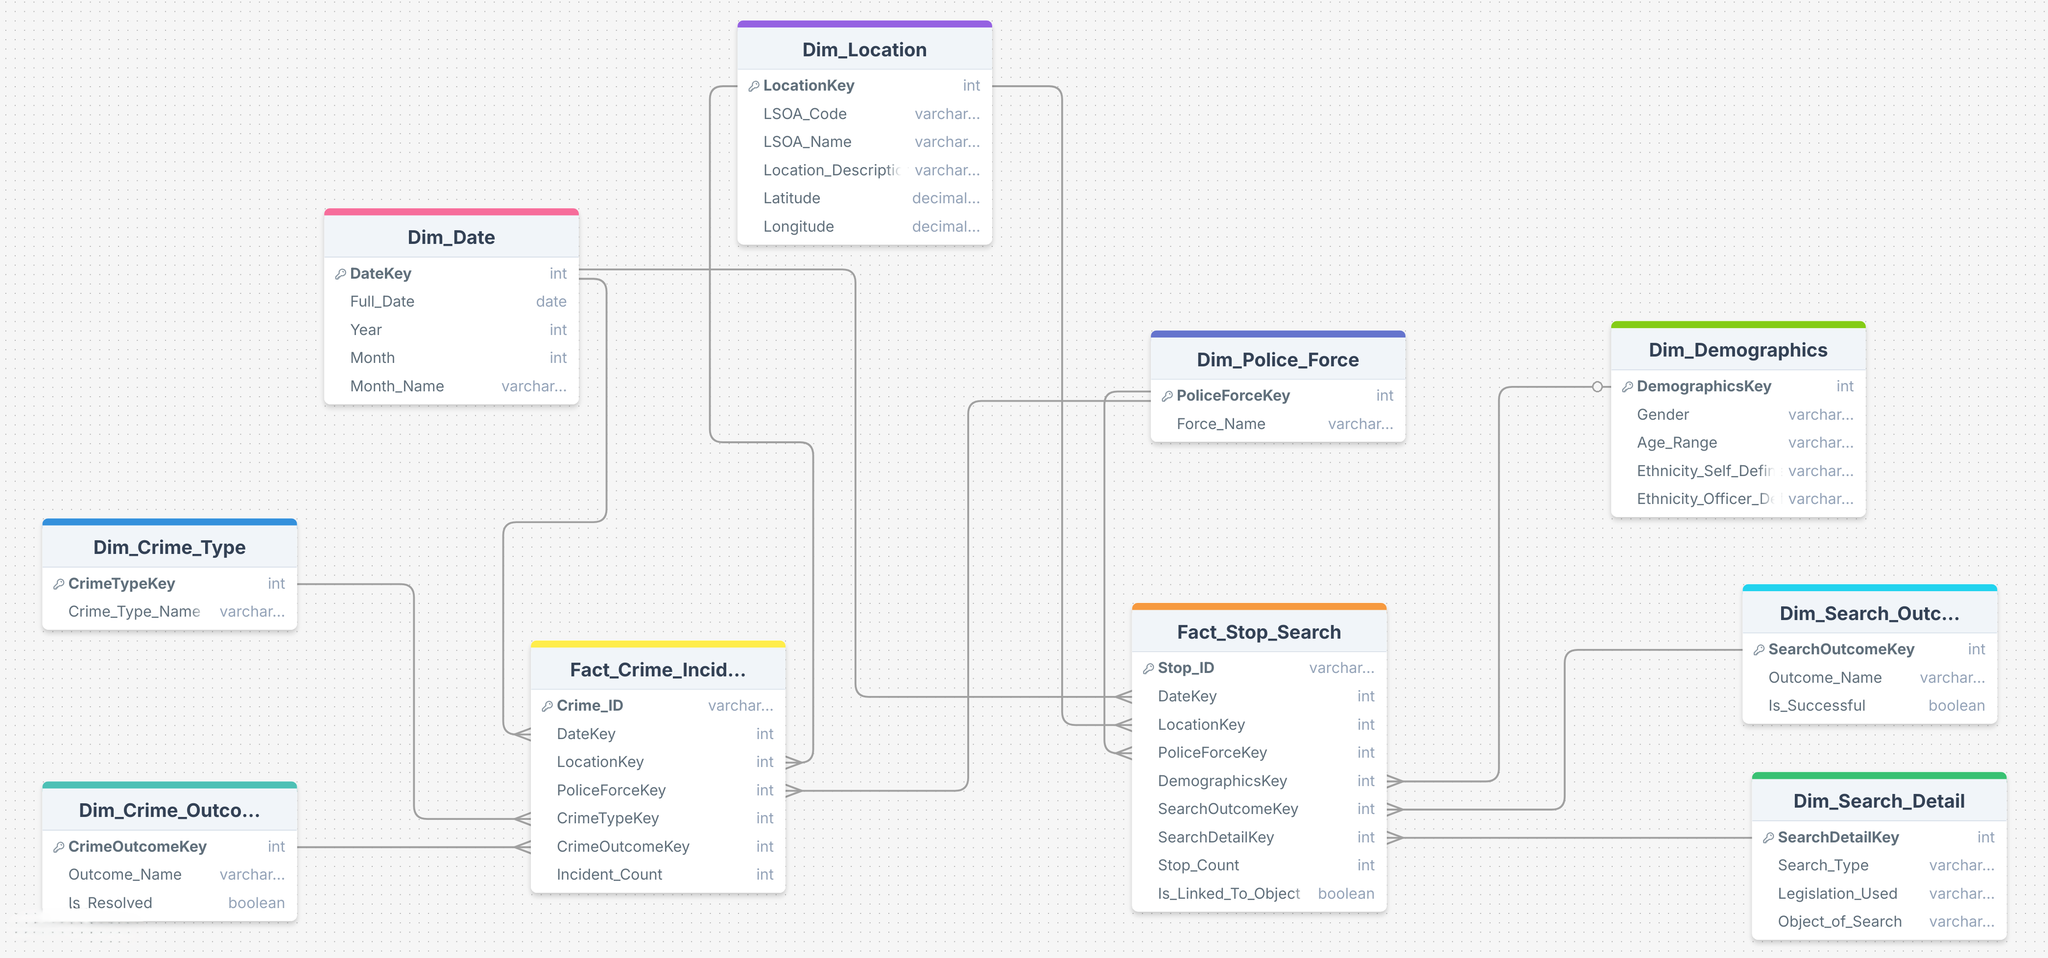 Dim_Location
LocationKey int
LSOA_Code varchar...
LSOA_Name varchar...
Location_Descriptio varchar...
Latitude decimal...
Longitude decimal...
Dim_Date
DateKey int
Full_Date date
Year int
Month int
Month_Name varchar...
Dim_Police_Force
PoliceForceKey int
Force_Name varchar...
Dim_Demographics
DemographicsKey int
Gender varchar...
Age_Range varchar...
Ethnicity_Self_Defin varchar...
Ethnicity_Officer_De varchar...
Dim_Crime_Type
CrimeTypeKey int
Crime_Type_Name varchar...
Fact_Crime_Incid...
Crime_ID varchar...
DateKey int
LocationKey int
PoliceForceKey int
CrimeTypeKey int
CrimeOutcomeKey int
Incident_Count int
Fact_Stop_Search
Stop_ID varchar...
DateKey int
LocationKey int
PoliceForceKey int
DemographicsKey int
SearchOutcomeKey int
SearchDetailKey int
Stop_Count int
Is_Linked_To_Object boolean
Dim_Search_Outc...
SearchOutcomeKey int
Outcome_Name varchar...
Is_Successful boolean
Dim_Crime_Outco...
CrimeOutcomeKey int
Outcome_Name varchar...
Is_Resolved boolean
Dim_Search_Detail
SearchDetailKey int
Search_Type varchar...
Legislation_Used varchar...
Object_of_Search varchar...